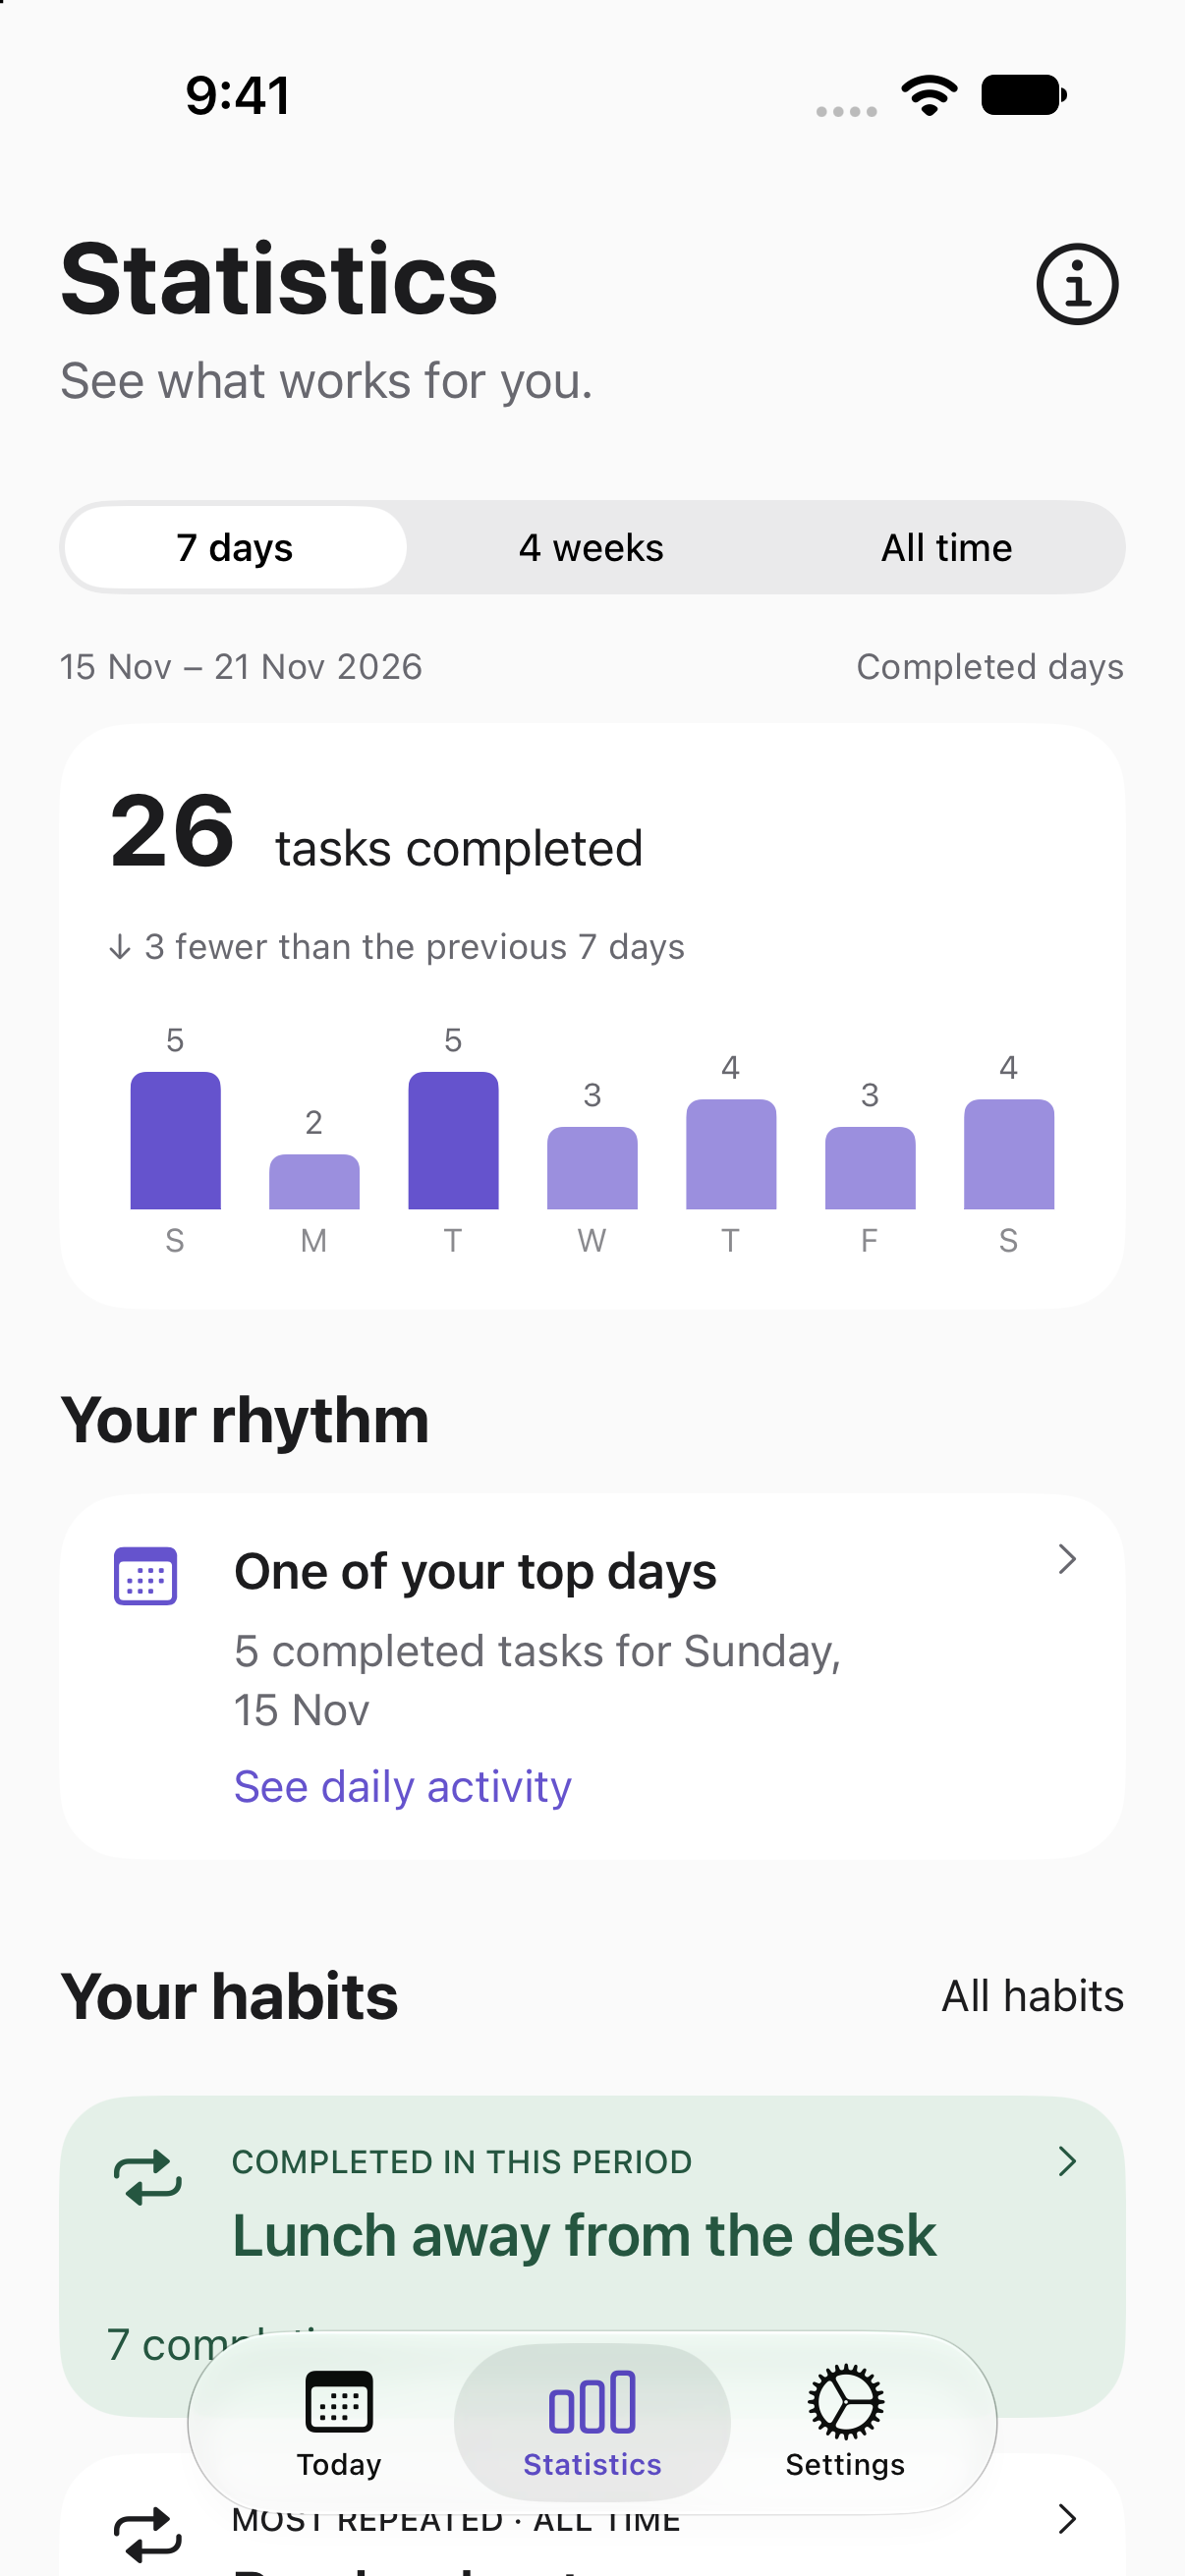 9:41
Statistics
See what works for you.
7 days 4 weeks All time
15 Nov – 21 Nov 2026 Completed days
26 tasks completed
↓ 3 fewer than the previous 7 days
5 2 5 3 4 3 4
S M T W T F S
Your rhythm
One of your top days
5 completed tasks for Sunday,
15 Nov
See daily activity
Your habits All habits
COMPLETED IN THIS PERIOD
Lunch away from the desk
7
Today Statistics Settings
MOST REPEATED · ALL TIME